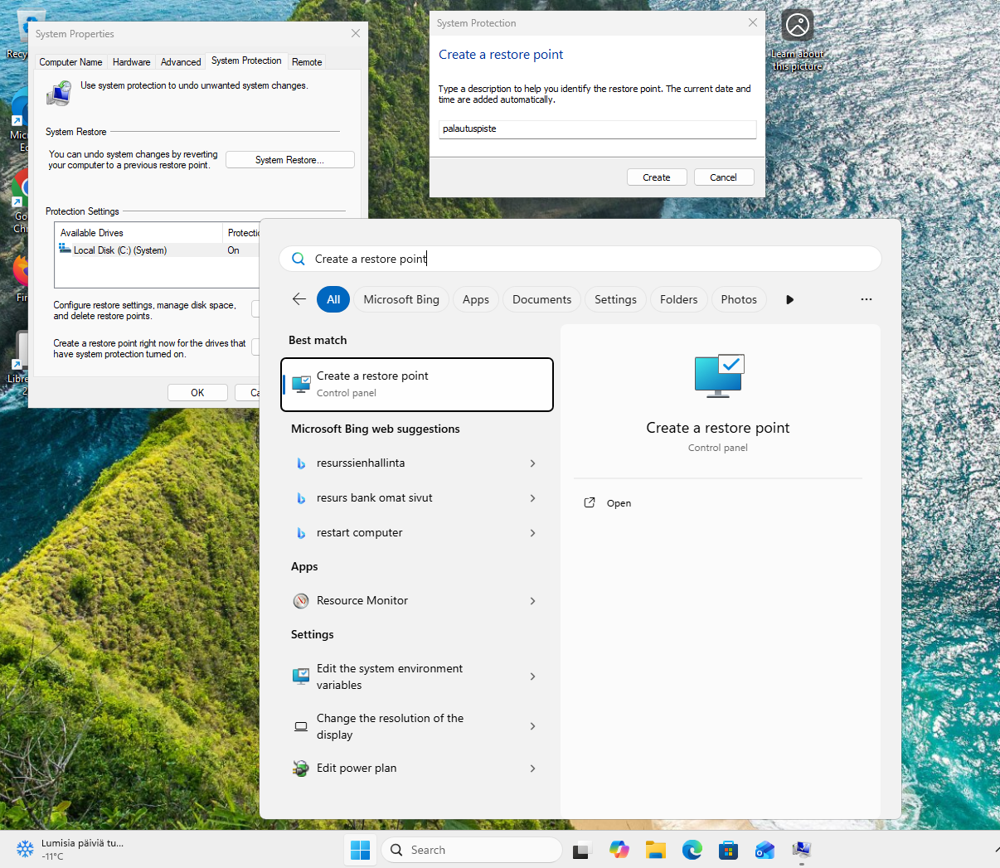 Recy
System Properties
Computer Name
Hardware
Advanced
System Protection
Remote
Use system protection to undo unwanted system changes.
System Restore
You can undo system changes by reverting
your computer to a previous restore point.
System Restore...
Protection Settings
Available Drives
Protectio
Local Disk (C:) (System)
On
Configure restore settings, manage disk space,
and delete restore points.
Create a restore point right now for the drives that
have system protection turned on.
OK
Ca
Micr
Ed
Go
Chr
Fir
Libre
2
System Protection
Create a restore point
Type a description to help you identify the restore point. The current date and
time are added automatically.
palautuspiste
Create
Cancel
Learn about
this picture
Create a restore point
All
Microsoft Bing
Apps
Documents
Settings
Folders
Photos
Best match
Create a restore point
Control panel
Microsoft Bing web suggestions
resurssienhallinta
resurs bank omat sivut
restart computer
Apps
Resource Monitor
Settings
Edit the system environment
variables
Change the resolution of the
display
Edit power plan
Create a restore point
Control panel
Open
Lumisia päiviä tu...
-11°C
Search